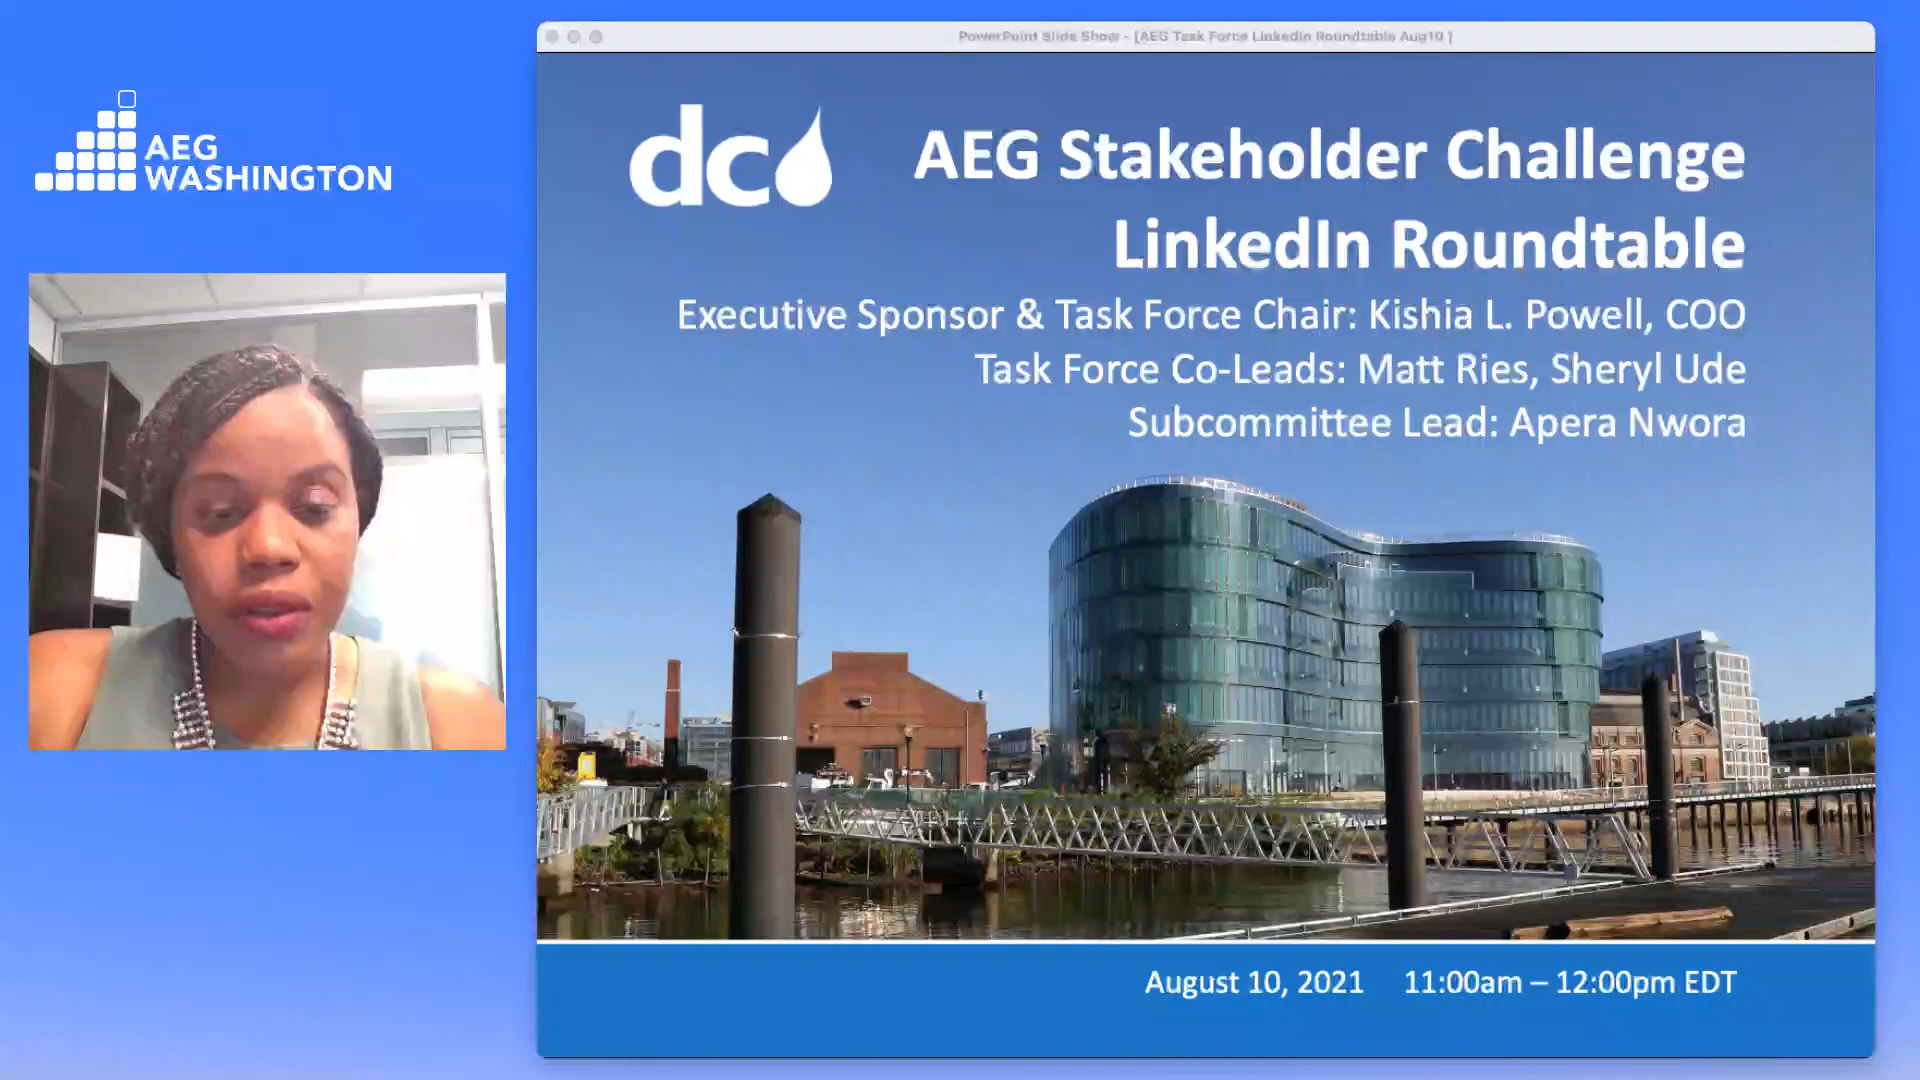 AEG
WASHINGTON
PowerPoint Slide Show - [AEG Task Force LinkedIn Roundtable Aug10 ]
dc
AEG Stakeholder Challenge
LinkedIn Roundtable
Executive Sponsor & Task Force Chair: Kishia L. Powell, COO
Task Force Co-Leads: Matt Ries, Sheryl Ude
Subcommittee Lead: Apera Nwora
August 10, 2021 11:00am – 12:00pm EDT